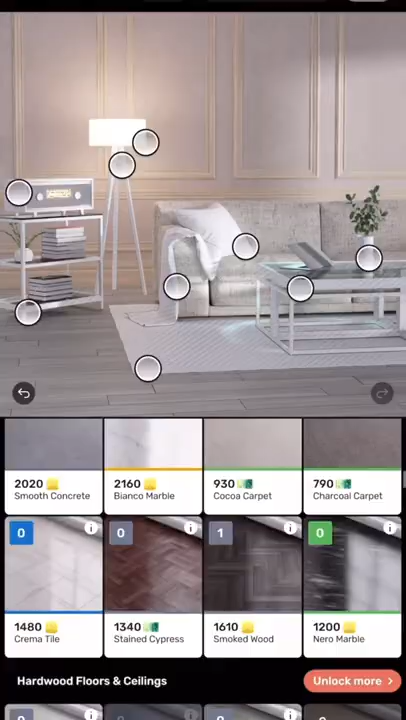 2020
2160
930
790
Smooth Concrete
Bianco Marble
Cocoa Carpet
Charcoal Carpet
0
0
1
0
i
i
i
i
1480
1340
1610
1200
Crema Tile
Stained Cypress
Smoked Wood
Nero Marble
Hardwood Floors & Ceilings
Unlock more >